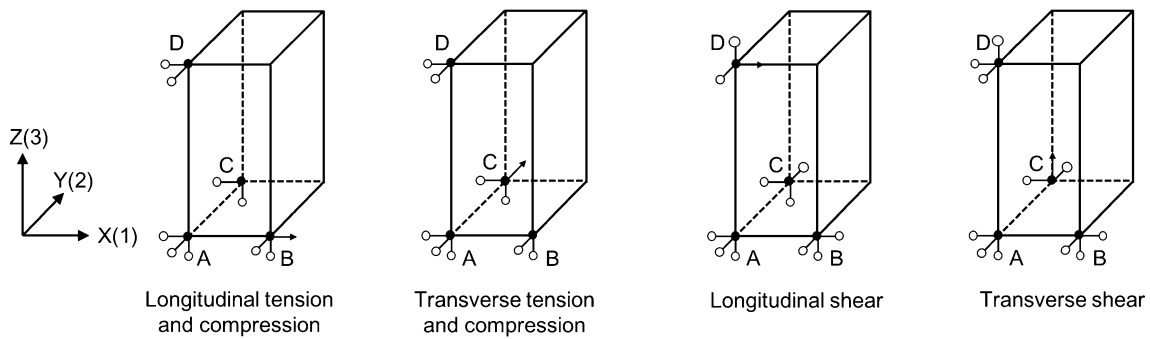 D
D
D
D
Z(3)
Y(2)
X(1)
C
C
C
C
A
B
A
B
A
B
A
B
Longitudinal tension
and compression
Transverse tension
and compression
Longitudinal shear
Transverse shear